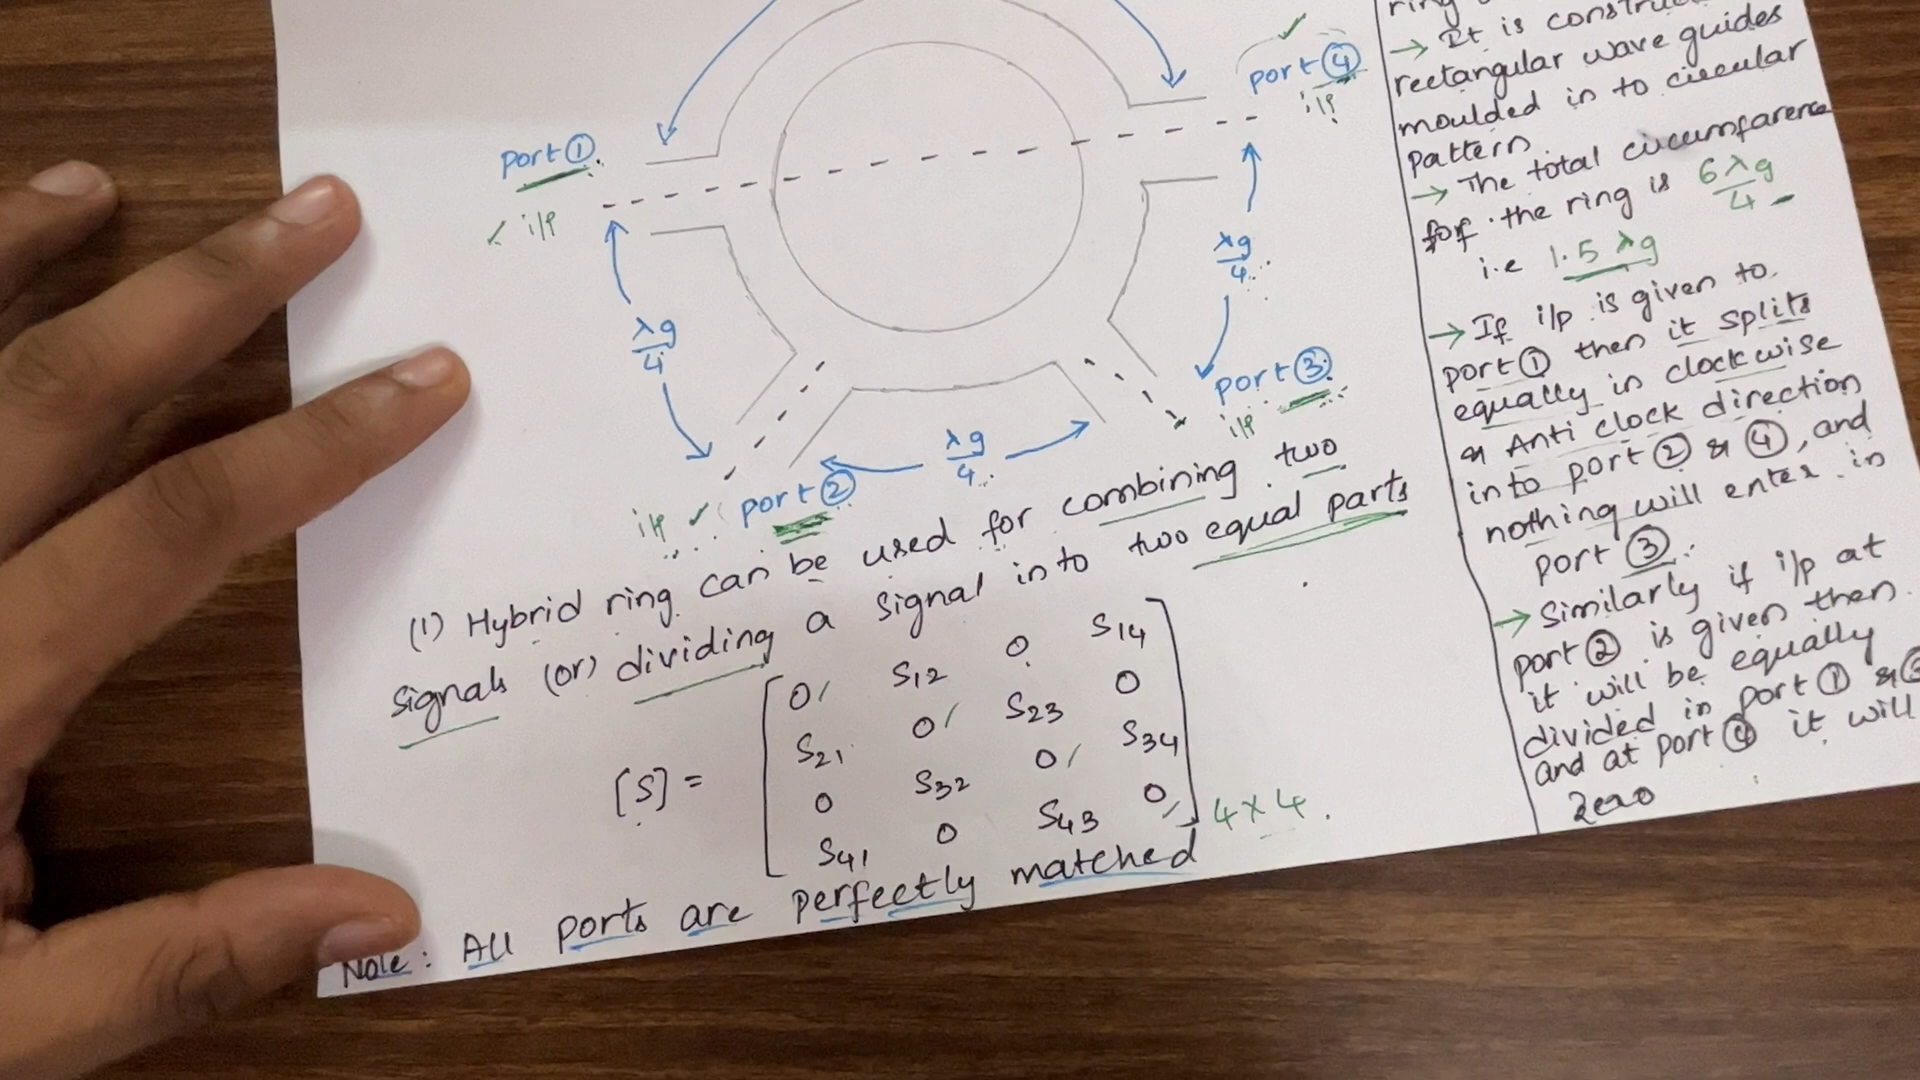 port ①
i/p
port ④
i/p
λg/4
λg/4
λg/4
port ②
i/p
port ③
i/p
(1) Hybrid ring can be used for combining two
signals (or) dividing a signal into two equal parts
[S] =
0 S12 0 S14
S21 0 S23 0
0 S32 0 S34
S41 0 S43 0
4x4.
Note: All ports are perfectly matched
ring
→ It is
rectangular wave guides
moulded in to circular
pattern
→ The total circumfarence
for the ring is 6λg/4
i.e 1.5 λg
→ If i/p is given to
port ① then it splits
equally in clockwise
& Anti clock direction
into port ② & ④, and
nothing will enter in
port ③.
→ Similarly if i/p at
port ② is given then
it will be equally
divided in port ① &
and at port ④ it will
zero